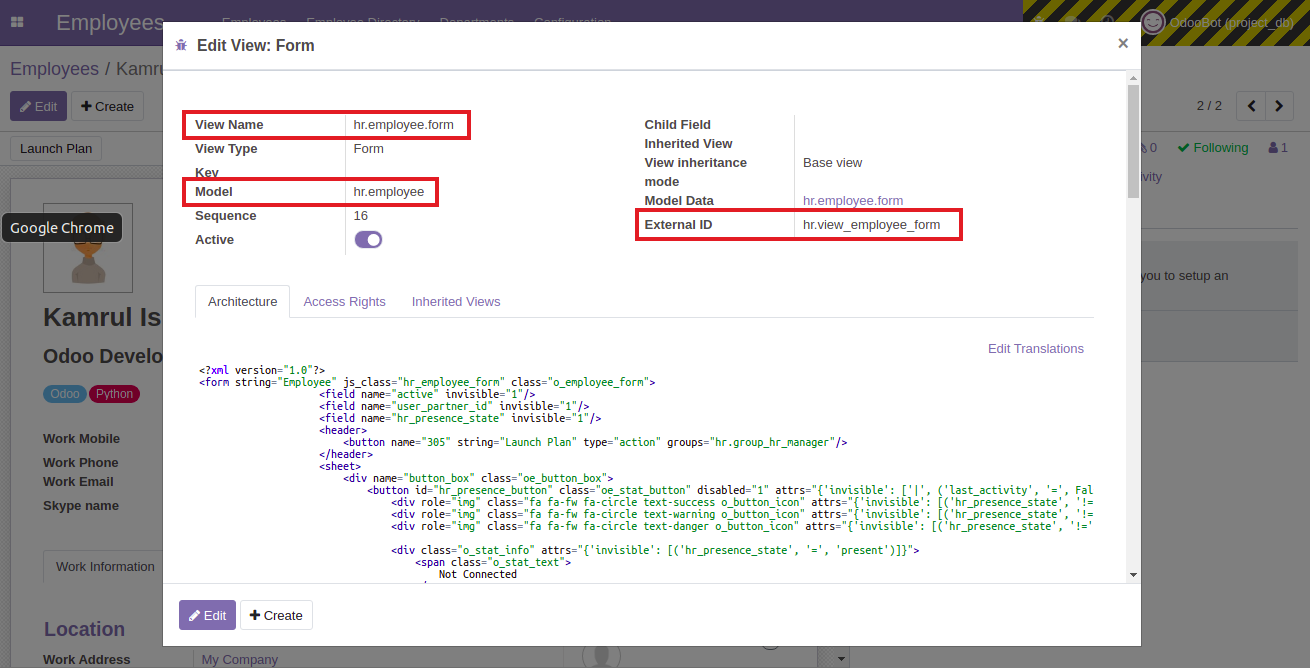 Employees
Employees Employee Directory Departments Configuration
OdooBot (project_db)
Edit View: Form
×
Employees / Kamru
Edit
Create
2 / 2
Launch Plan
0
Following
1
View Name hr.employee.form
View Type Form
Key
Model hr.employee
Sequence 16
Active
Child Field
Inherited View
View inheritance mode Base view
Model Data hr.employee.form
External ID hr.view_employee_form
Google Chrome
you to setup an
Architecture Access Rights Inherited Views
Kamrul Is
Odoo Develo
Odoo Python
Edit Translations
<?xml version="1.0"?>
<form string="Employee" js_class="hr_employee_form" class="o_employee_form">
<field name="active" invisible="1"/>
<field name="user_partner_id" invisible="1"/>
<field name="hr_presence_state" invisible="1"/>
<header>
<button name="305" string="Launch Plan" type="action" groups="hr.group_hr_manager"/>
</header>
<sheet>
<div name="button_box" class="oe_button_box">
<button id="hr_presence_button" class="oe_stat_button" disabled="1" attrs="{'invisible': ['|', ('last_activity', '=', Fal
<div role="img" class="fa fa-fw fa-circle text-success o_button_icon" attrs="{'invisible': [('hr_presence_state', '!=
<div role="img" class="fa fa-fw fa-circle text-warning o_button_icon" attrs="{'invisible': [('hr_presence_state', '!=
<div role="img" class="fa fa-fw fa-circle text-danger o_button_icon" attrs="{'invisible': [('hr_presence_state', '!='
<div class="o_stat_info" attrs="{'invisible': [('hr_presence_state', '=', 'present')]}">
<span class="o_stat_text">
Not Connected
Work Mobile
Work Phone
Work Email
Skype name
Work Information
Edit
Create
Location
Work Address My Company